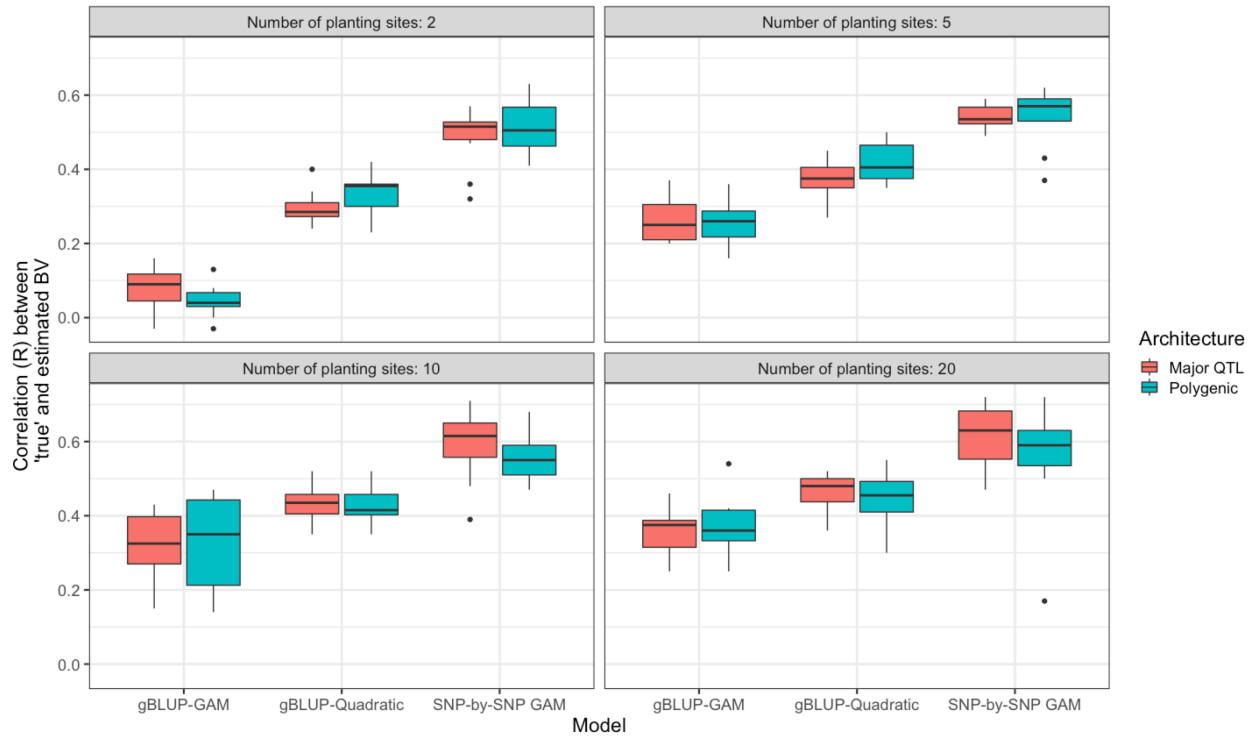 Number of planting sites: 2
Number of planting sites: 5
0.6
0.4
0.2
0.0
Number of planting sites: 10
Number of planting sites: 20
0.6
0.4
0.2
0.0
Correlation (R) between
'true' and estimated BV
gBLUP-GAM
gBLUP-Quadratic
SNP-by-SNP GAM
gBLUP-GAM
gBLUP-Quadratic
SNP-by-SNP GAM
Model
Architecture
Major QTL
Polygenic